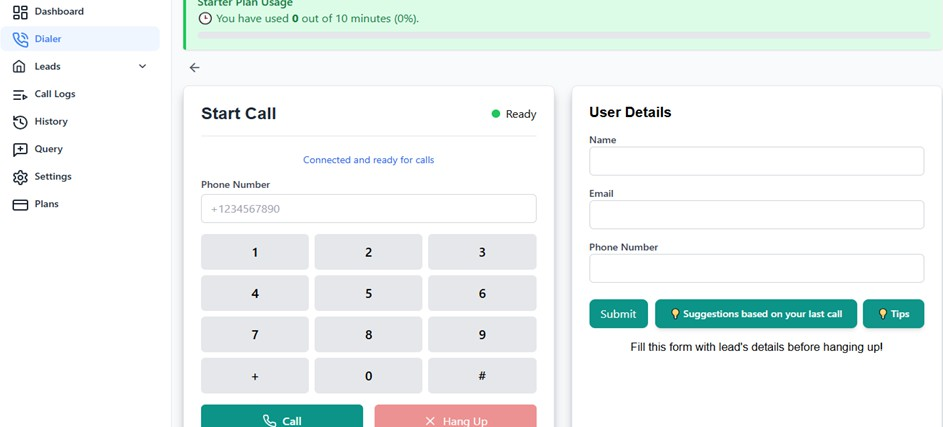 Dashboard
Dialer
Leads
Call Logs
History
Query
Settings
Plans
Starter Plan Usage
You have used 0 out of 10 minutes (0%).
Start Call
Ready
Connected and ready for calls
Phone Number
+1234567890
1 2 3
4 5 6
7 8 9
+ 0 #
Call Hang Up
User Details
Name
Email
Phone Number
Submit Suggestions based on your last call Tips
Fill this form with lead's details before hanging up!